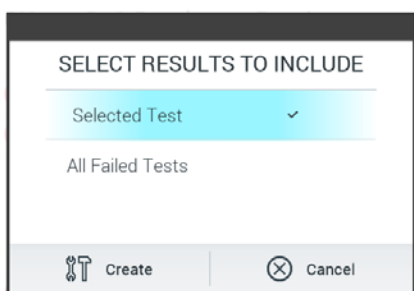 SELECT RESULTS TO INCLUDE
Selected Test
All Failed Tests
Create Cancel